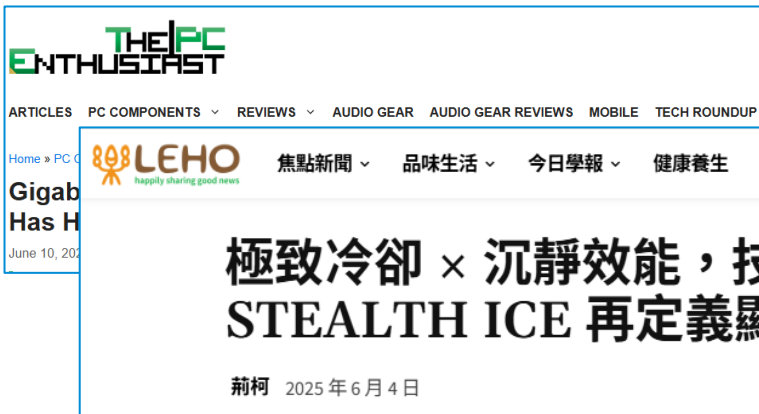 THE PC
ENTHUSIAST
ARTICLES PC COMPONENTS REVIEWS AUDIO GEAR AUDIO GEAR REVIEWS MOBILE TECH ROUNDUP
Home » PC
Gigab
Has H
June 10, 202
LEHO
happily sharing good news
焦點新聞 品味生活 今日學報 健康養生
極致冷卻 × 沉靜效能，技
STEALTH ICE 再定義顯
荊柯 2025 年 6 月 4 日